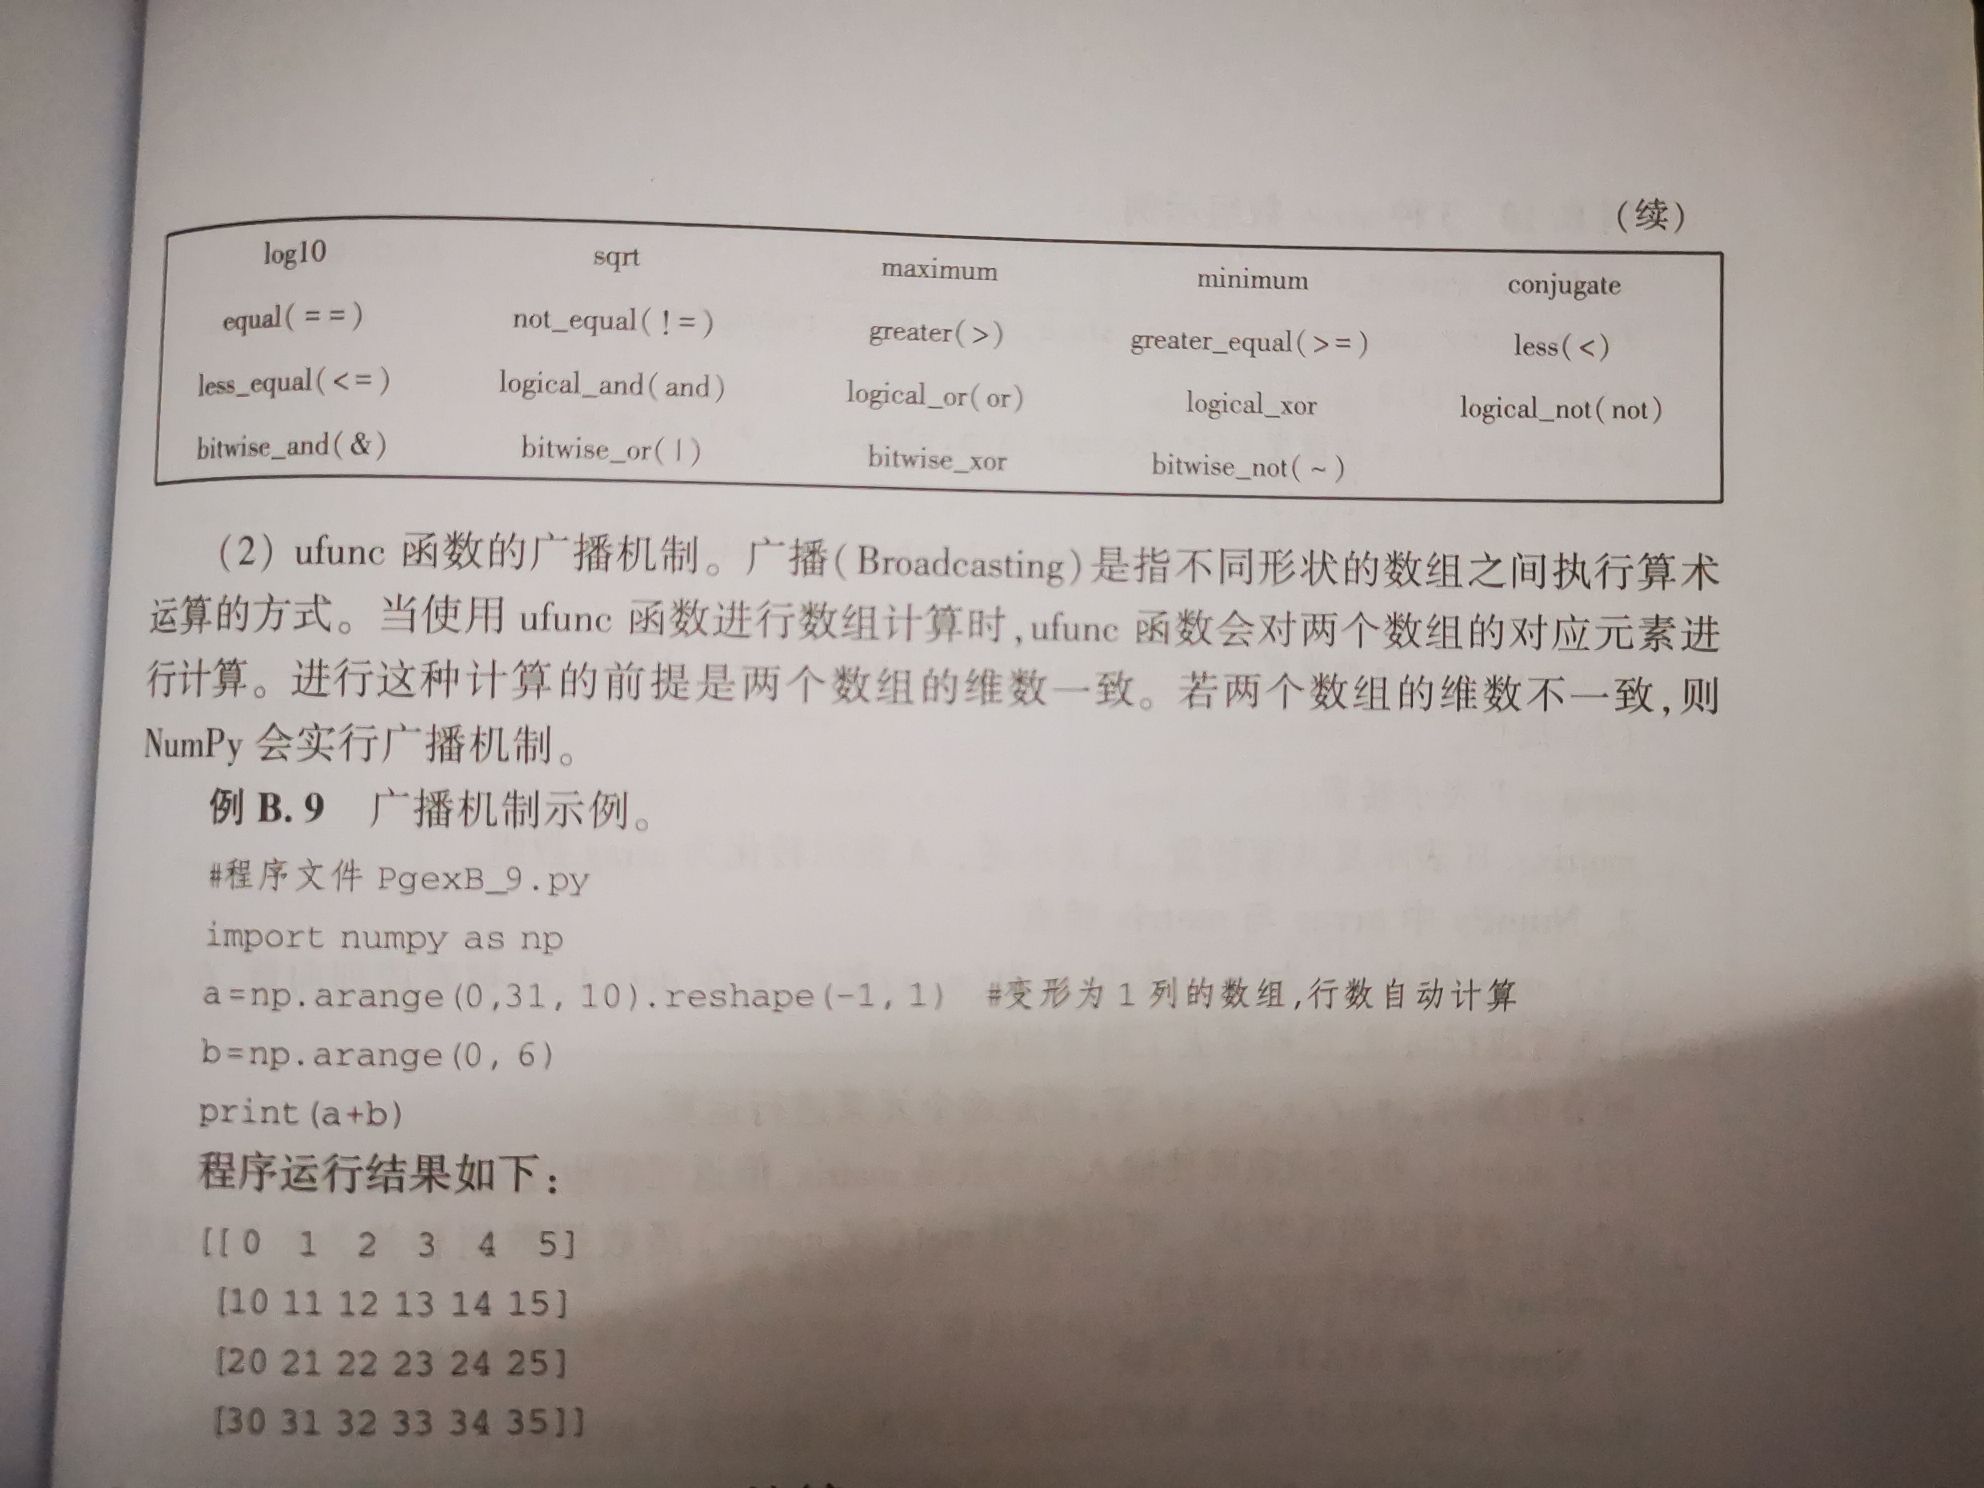 (续)
log10 sqrt maximum minimum conjugate
equal(==) not_equal(!=) greater(>) greater_equal(>=) less(<)
less_equal(<=) logical_and(and) logical_or(or) logical_xor logical_not(not)
bitwise_and(&) bitwise_or(|) bitwise_xor bitwise_not(~)
(2) ufunc 函数的广播机制。广播(Broadcasting)是指不同形状的数组之间执行算术
运算的方式。当使用 ufunc 函数进行数组计算时,ufunc 函数会对两个数组的对应元素进
行计算。进行这种计算的前提是两个数组的维数一致。若两个数组的维数不一致,则
NumPy 会实行广播机制。
例 B.9 广播机制示例。
#程序文件 PgexB_9.py
import numpy as np
a=np.arange(0,31, 10).reshape(-1, 1) #变形为 1 列的数组,行数自动计算
b=np.arange(0, 6)
print(a+b)
程序运行结果如下:
[[ 0 1 2 3 4 5]
[10 11 12 13 14 15]
[20 21 22 23 24 25]
[30 31 32 33 34 35]]